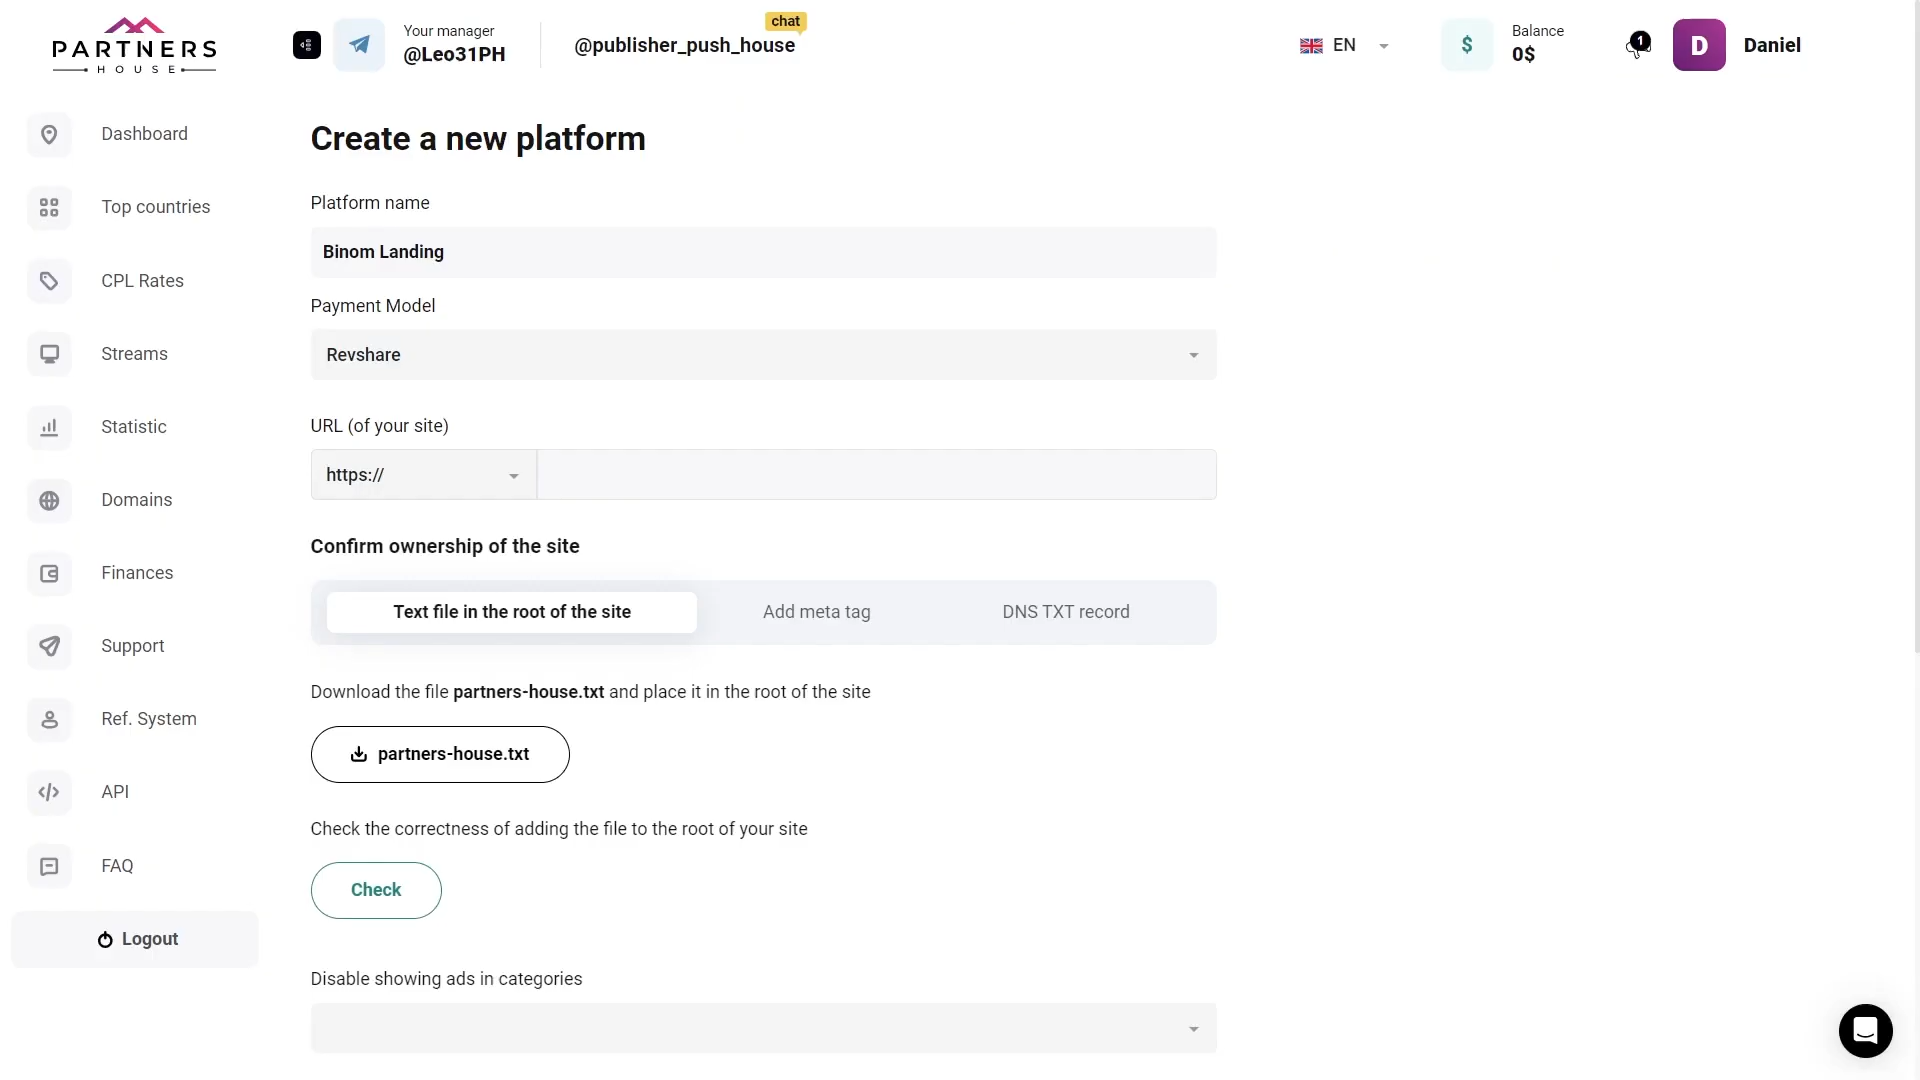 PARTNERS
HOUSE
Your manager
@Leo31PH
chat
@publisher_push_house
EN
$
Balance
0$
1
D
Daniel
Dashboard
Top countries
CPL Rates
Streams
Statistic
Domains
Finances
Support
Ref. System
API
FAQ
Logout
Create a new platform
Platform name
Binom Landing
Payment Model
Revshare
URL (of your site)
https://
Confirm ownership of the site
Text file in the root of the site
Add meta tag
DNS TXT record
Download the file partners-house.txt and place it in the root of the site
partners-house.txt
Check the correctness of adding the file to the root of your site
Check
Disable showing ads in categories